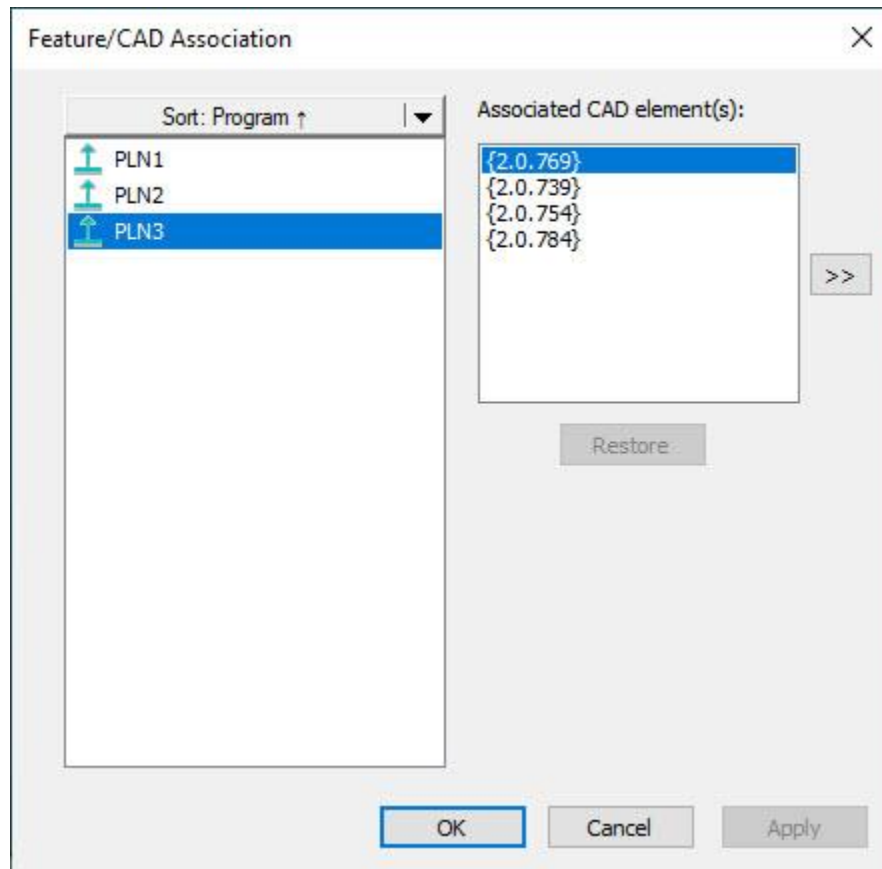 Feature/CAD Association
Sort: Program ↑
PLN1
PLN2
PLN3
Associated CAD element(s):
{2.0.769}
{2.0.739}
{2.0.754}
{2.0.784}
>>
Restore
OK
Cancel
Apply